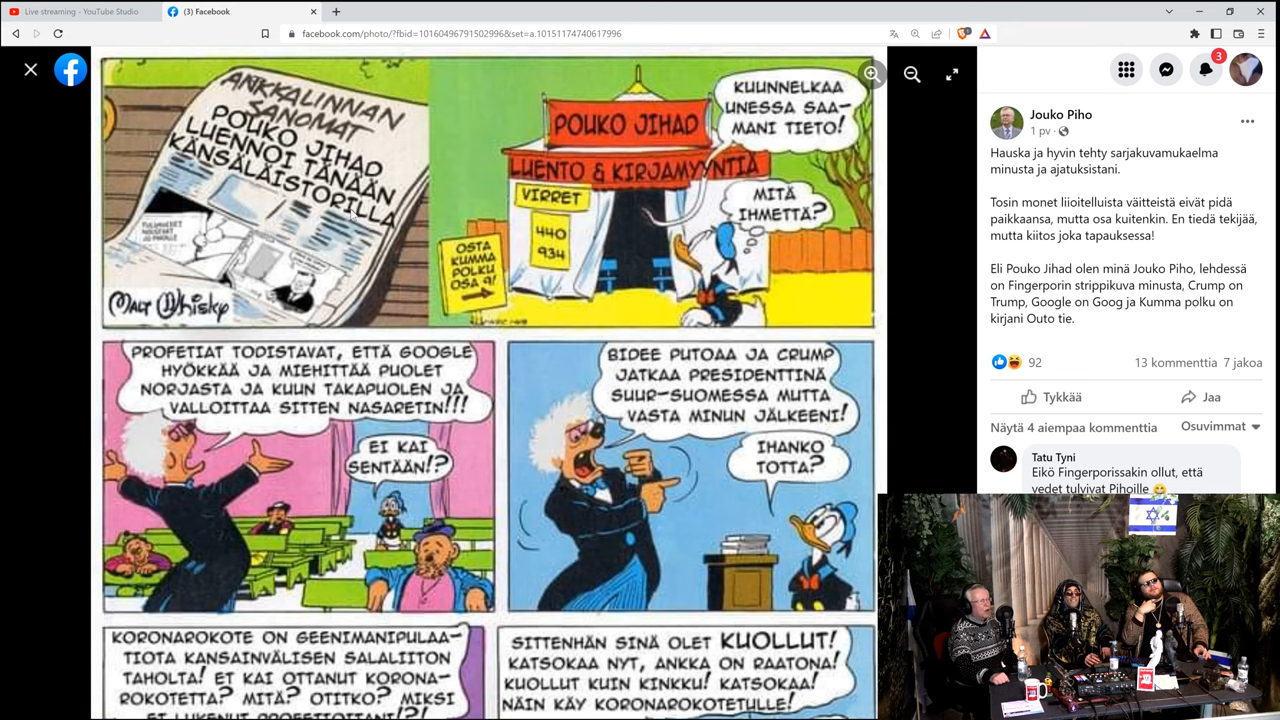 Live streaming - YouTube Studio
(3) Facebook
facebook.com/photo/?fbid=10160496791502996&set=a.10151174740617996
ANKKALINNAN
SANOMAT
POUKO JIHAD
LUENNOI TÄNÄÄN
KANSALAISTORILLA
MALT WHISKY
POUKO JIHAD
LUENTO & KIRJAMYYNTIÄ
VIRRET
440
934
OSTA
KUMMA
POLKU
OSA 9!
KUUNNELKAA
UNESSA SAA-
MANI TIETO!
MITÄ
IHMETTÄ?
PROFETIAT TODISTAVAT, ETTÄ GOOGLE
HYÖKKÄÄ JA MIEHITTÄÄ PUOLET
NORJASTA JA KUUN TAKAPUOLEN JA
VALLOITTAA SITTEN NASARETIN!!!
EI KAI
SENTÄÄN!?
BIDEE PUTOAA JA CRUMP
JATKAA PRESIDENTTINÄ
SUUR-SUOMESSA MUTTA
VASTA MINUN JÄLKEENI!
IHANKO
TOTTA?
KORONAROKOTE ON GEENIMANIPULAA-
TIOTA KANSAINVÄLISEN SALALIITON
TAHOLTA! ET KAI OTTANUT KORONA-
ROKOTETTA? MITÄ? OTITKO? MIKSI
ET LUKENUT PROFETIOITANI!?!
SITTENHÄN SINÄ OLET KUOLLUT!
KATSOKAA NYT, ANKKA ON RAATONA!
KUOLLUT KUIN KINKKU! KATSOKAA!
NÄIN KÄY KORONAROKOTETULLE!
3
Jouko Piho
1 pv
Hauska ja hyvin tehty sarjakuvamukaelma
minusta ja ajatuksistani.
Tosin monet liioitelluista väitteistä eivät pidä
paikkaansa, mutta osa kuitenkin. En tiedä tekijää,
mutta kiitos joka tapauksessa!
Eli Pouko Jihad olen minä Jouko Piho, lehdessä
on Fingerporin strippikuva minusta, Crump on
Trump, Google on Goog ja Kumma polku on
kirjani Outo tie.
92
13 kommenttia 7 jakoa
Tykkää
Jaa
Näytä 4 aiempaa kommenttia
Osuvimmat
Tatu Tyni
Eikö Fingerporissakin ollut, että
vedet tulvivat Piholle